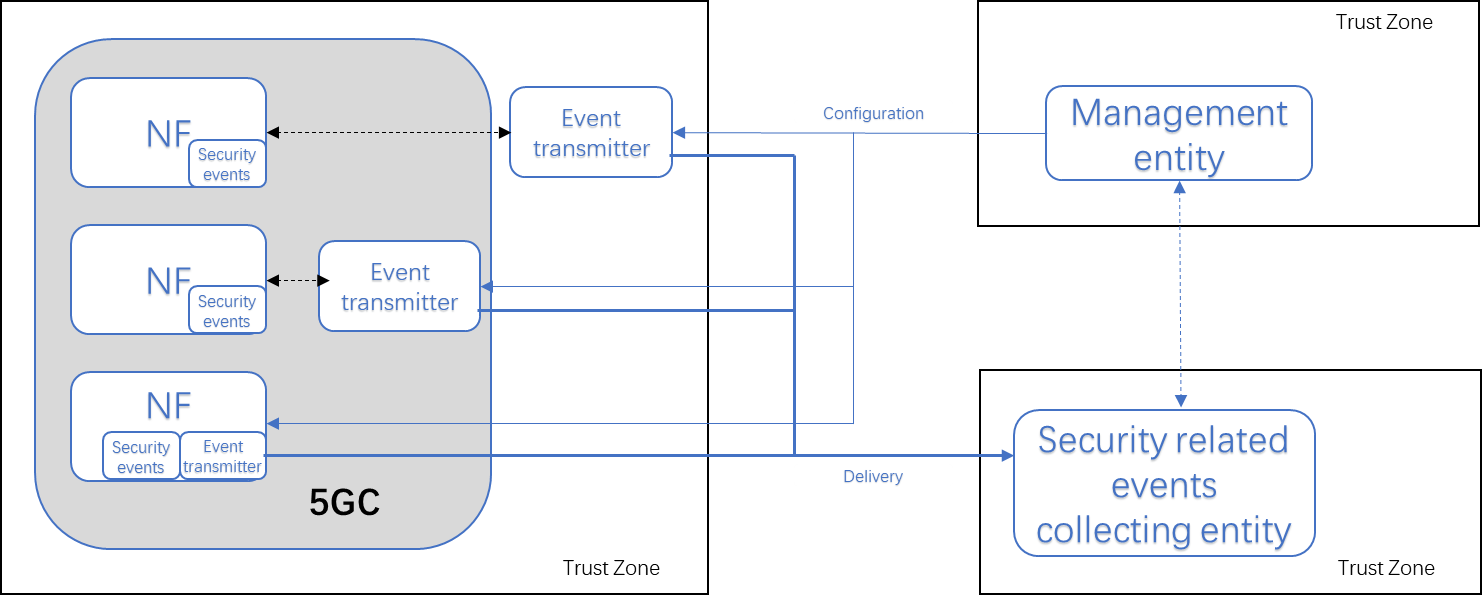 Trust Zone
NF
Security
events
Event
transmitter
Configuration
Management
entity
NF
Security
events
Event
transmitter
NF
Security
events
Event
transmitter
5GC
Trust Zone
Delivery
Security related
events
collecting entity
Trust Zone